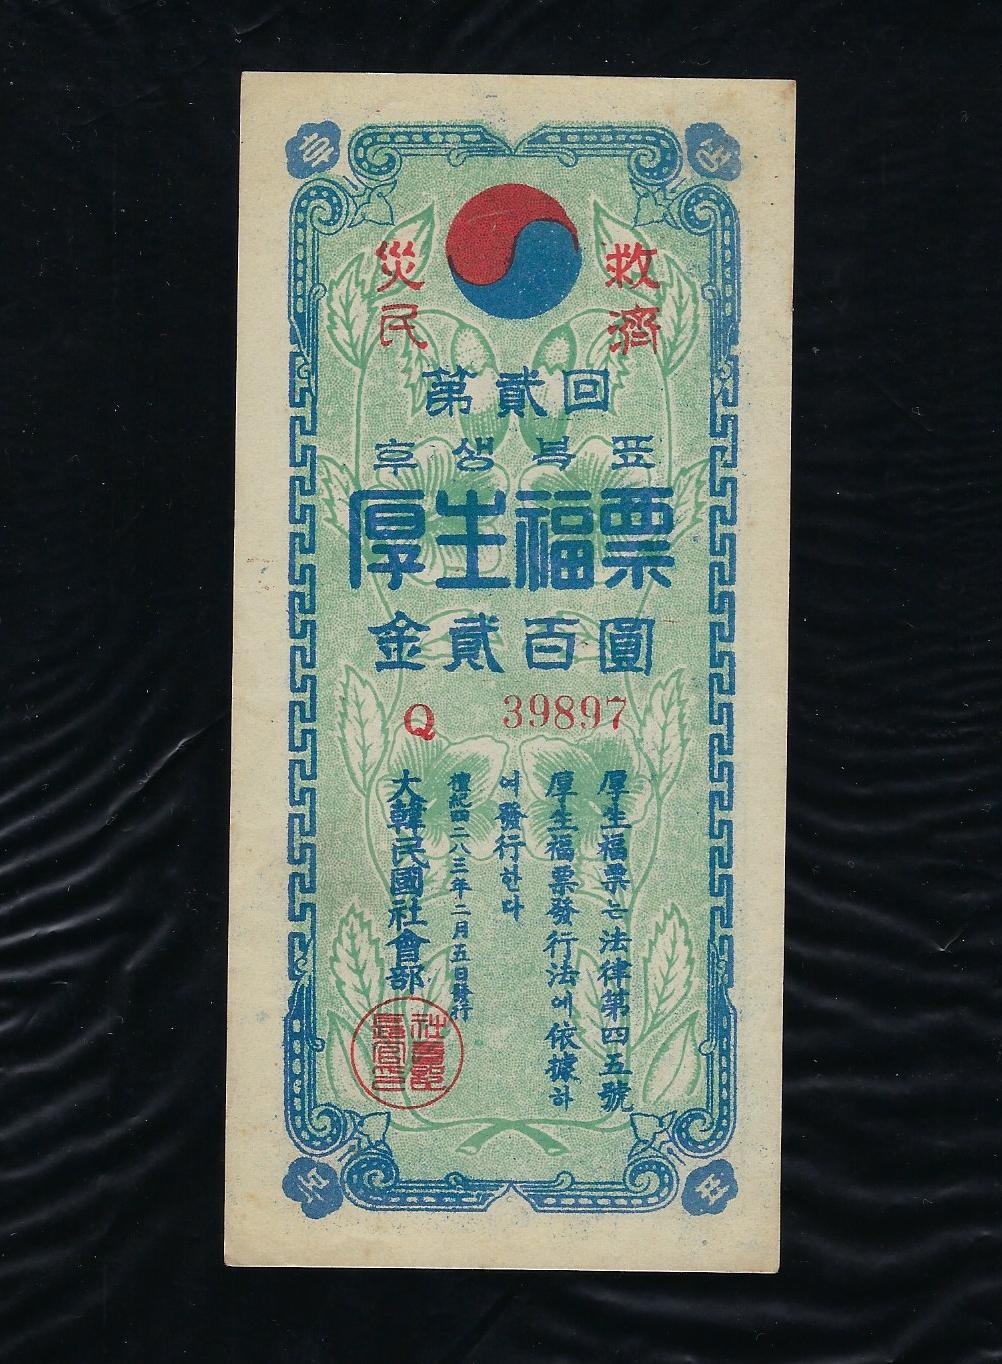 災民 救濟
第貳回
후생복표
厚生福票
金貳百圓
Q 39897
厚生福票는法律第四五號
厚生福票發行法에依據하
여發行한다
檀紀四二八三年二月五日發行
大韓民國社會部